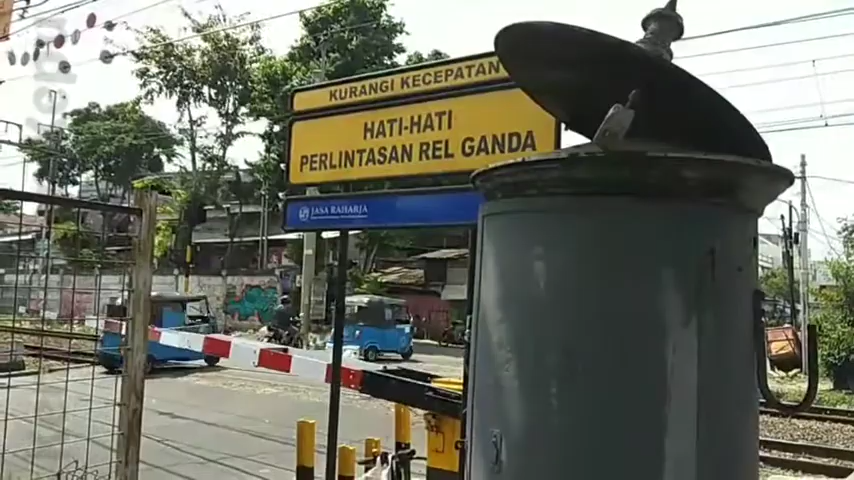 KURANGI KECEPATAN
HATI-HATI
PERLINTASAN REL GANDA
JASA RAHARJA